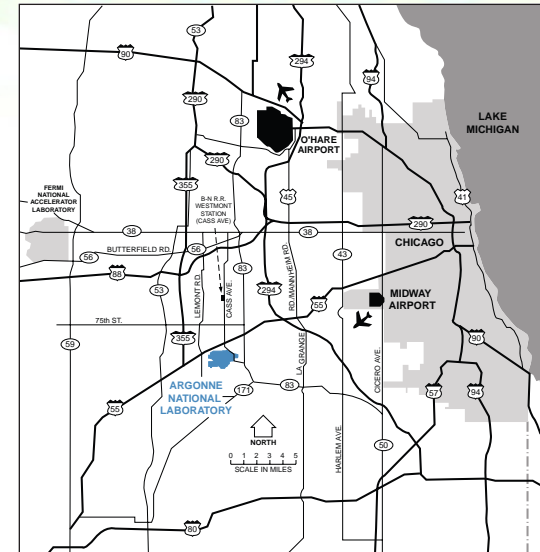 53
90
294
94
290
83
LAKE
MICHIGAN
O'HARE
AIRPORT
290
355
B-N R.R.
WESTMONT
STATION
(CASS AVE)
FERMI
NATIONAL
ACCELERATOR
LABORATORY
45
41
38
38
290
BUTTERFIELD RD.
56
56
CHICAGO
43
88
83
53
LEMONT RD.
CASS AVE.
294
RD./MANNHEIM RD.
55
MIDWAY
AIRPORT
75th ST.
59
355
90
LA GRANGE
CICERO AVE.
ARGONNE
NATIONAL
LABORATORY
171
83
57
94
55
NORTH
0 1 2 3 4 5
SCALE IN MILES
HARLEM AVE.
50
80